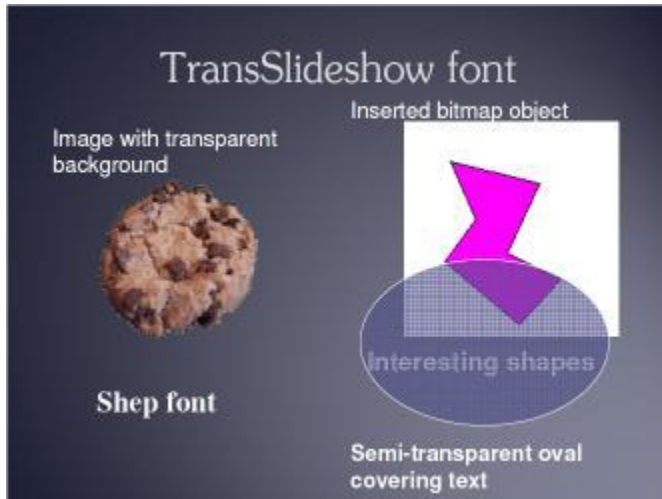 TransSlideshow font
Image with transparent
background
Inserted bitmap object
Interesting shapes
Shep font
Semi-transparent oval
covering text